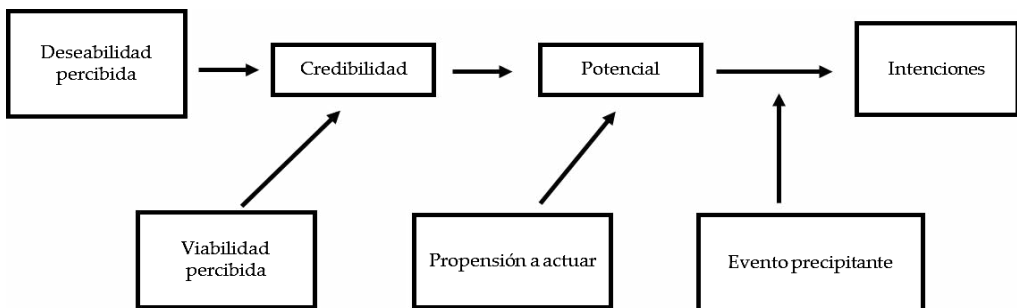 Deseabilidad
percibida
Credibilidad
Potencial
Intenciones
Viabilidad
percibida
Propensión a actuar
Evento precipitante